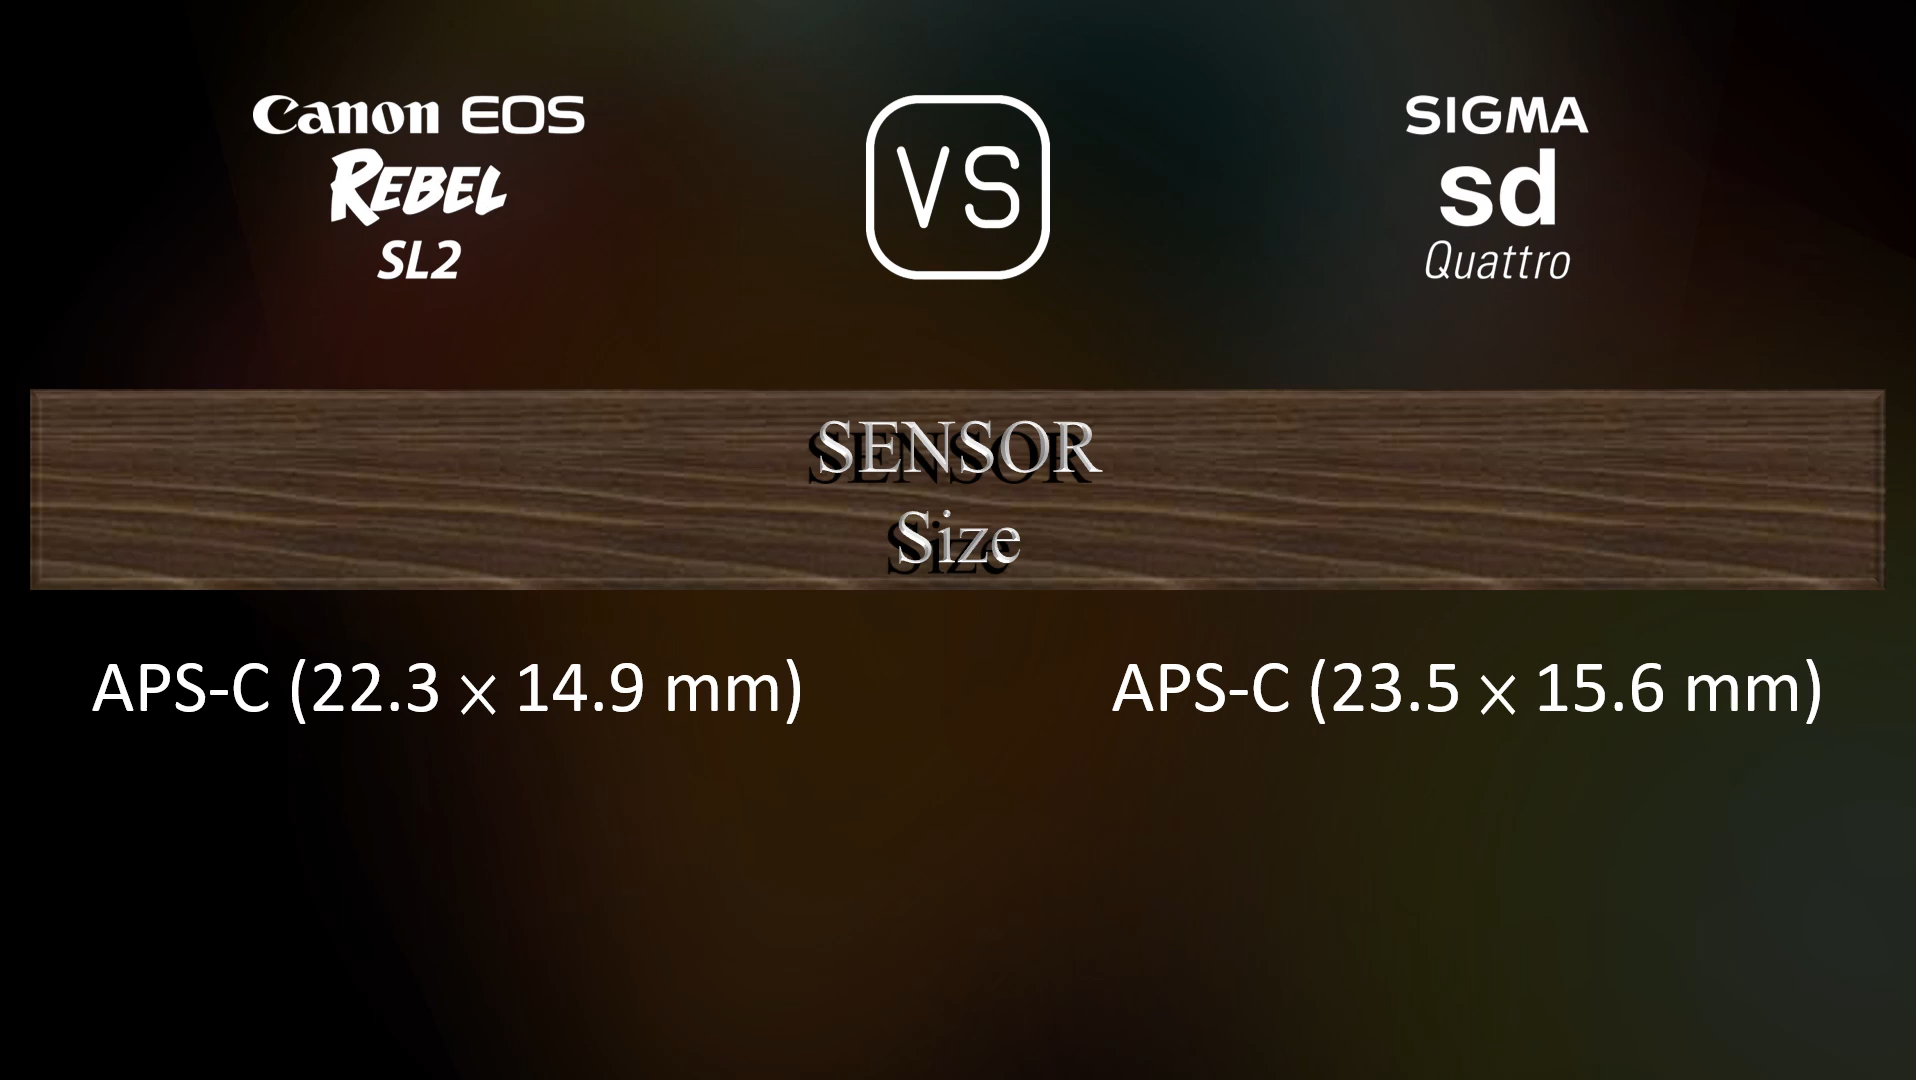 Canon EOS
REBEL
SL2
VS
SIGMA
sd
Quattro
SENSOR
Size
APS-C (22.3 x 14.9 mm)
APS-C (23.5 x 15.6 mm)